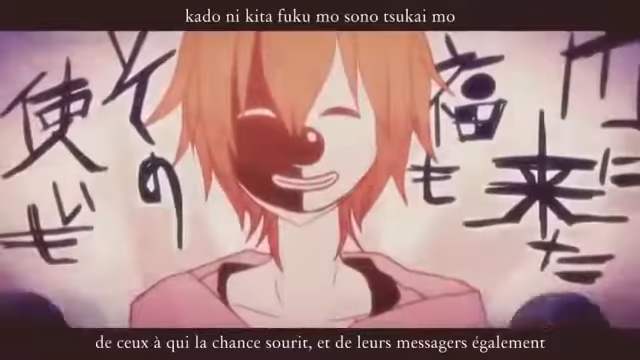 kado ni kita fuku mo sono tsukai mo
門に
来た
福も
その
使いも
de ceux à qui la chance sourit, et de leurs messagers également